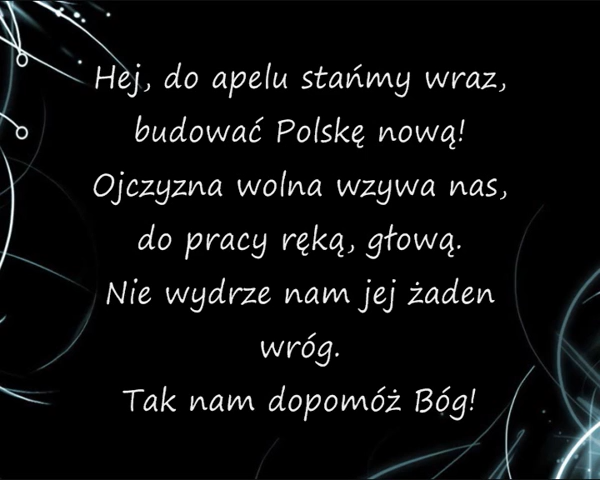 Hej, do apelu stańmy wraz,
budować Polskę nową!
Ojczyzna wolna wzywa nas,
do pracy ręką, głową.
Nie wydrze nam jej żaden
wróg.
Tak nam dopomóż Bóg!